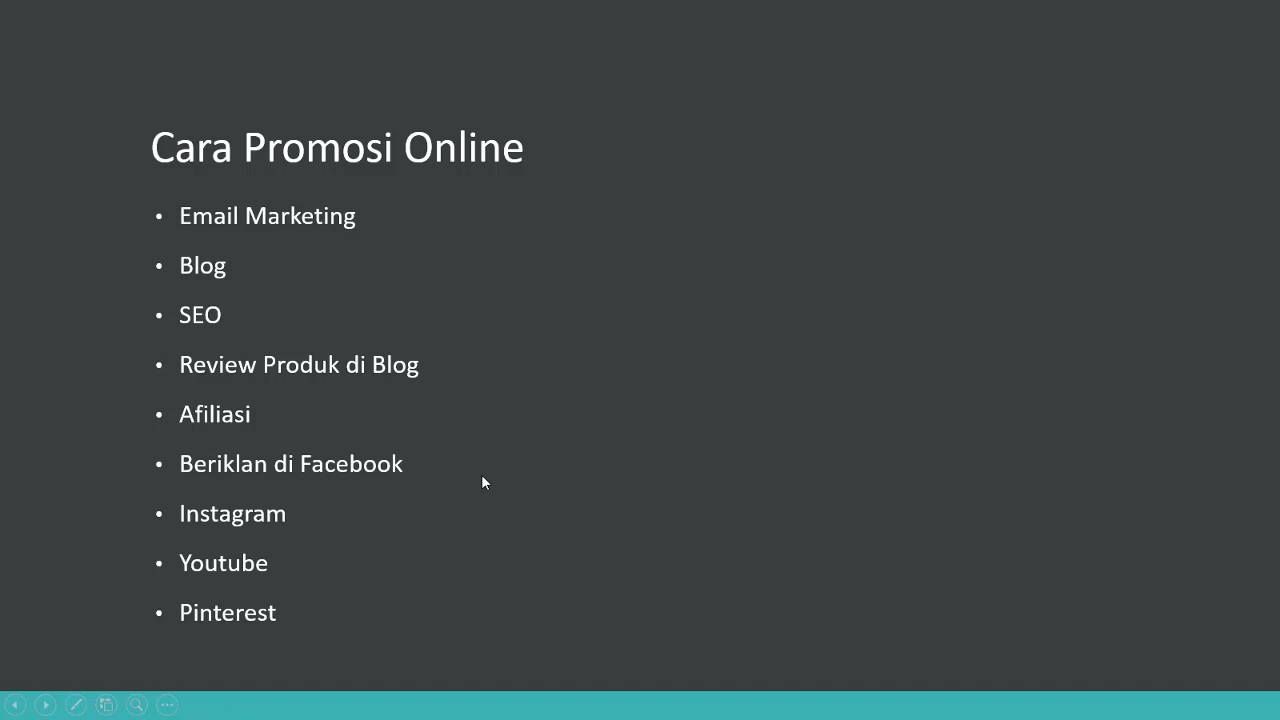 Cara Promosi Online
• Email Marketing
• Blog
• SEO
• Review Produk di Blog
• Afiliasi
• Beriklan di Facebook
• Instagram
• Youtube
• Pinterest